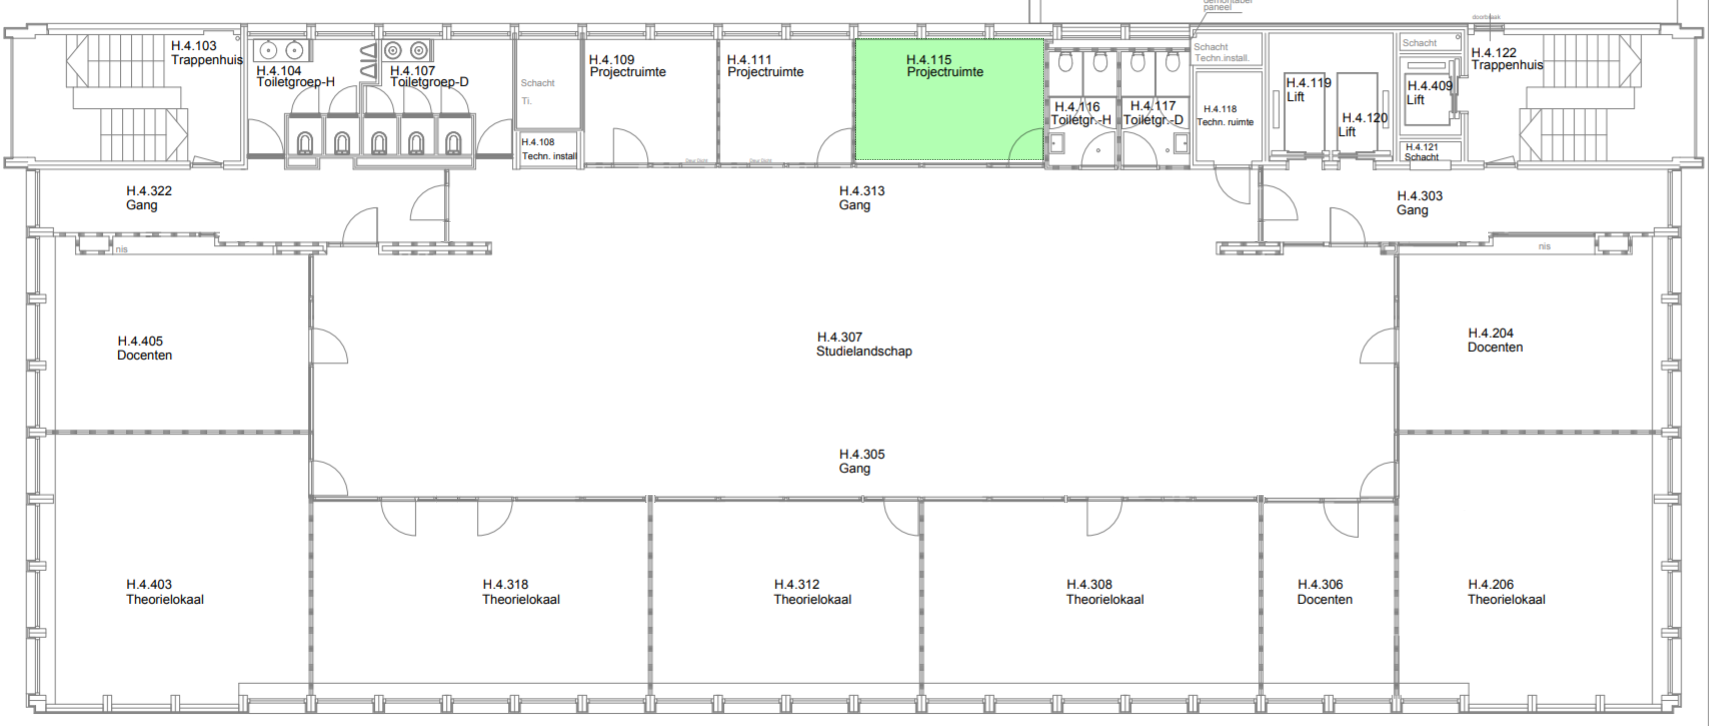 demontabel
paneel
doorbraak
H.4.103
Trappenhuis
H.4.104
Toiletgroep-H
H.4.107
Toiletgroep-D
Schacht
Ti.
H.4.108
Techn. install
H.4.109
Projectruimte
H.4.111
Projectruimte
H.4.115
Projectruimte
H.4.116
Toiletgr.-H
H.4.117
Toiletgr.-D
Schacht
Techn.install.
H.4.118
Techn. ruimte
H.4.119
Lift
H.4.120
Lift
Schacht
H.4.409
Lift
H.4.121
Schacht
H.4.122
Trappenhuis
H.4.322
Gang
H.4.313
Gang
H.4.303
Gang
nis
nis
H.4.405
Docenten
H.4.307
Studielandschap
H.4.204
Docenten
H.4.305
Gang
H.4.403
Theorielokaal
H.4.318
Theorielokaal
H.4.312
Theorielokaal
H.4.308
Theorielokaal
H.4.306
Docenten
H.4.206
Theorielokaal